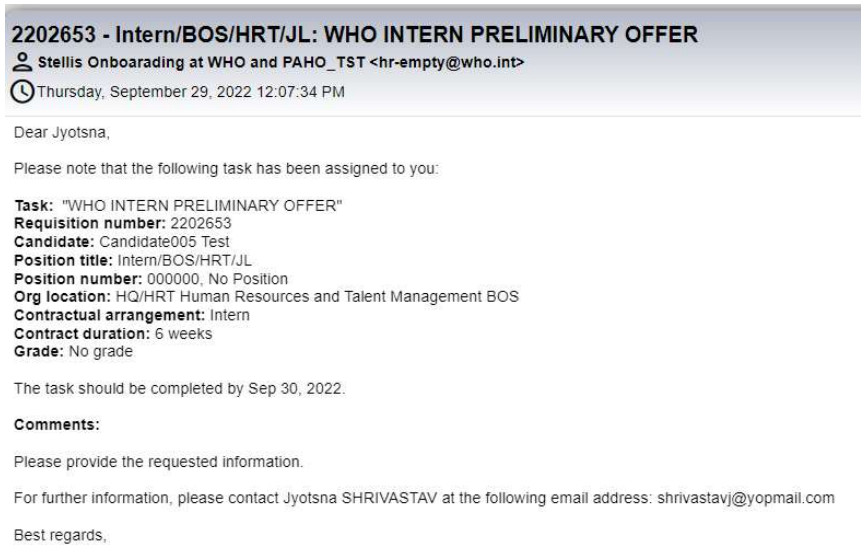 2202653 - Intern/BOS/HRT/JL: WHO INTERN PRELIMINARY OFFER
Stellis Onboarading at WHO and PAHO_TST <hr-empty@who.int>
Thursday, September 29, 2022 12:07:34 PM
Dear Jyotsna,
Please note that the following task has been assigned to you:
Task: "WHO INTERN PRELIMINARY OFFER"
Requisition number: 2202653
Candidate: Candidate005 Test
Position title: Intern/BOS/HRT/JL
Position number: 000000, No Position
Org location: HQ/HRT Human Resources and Talent Management BOS
Contractual arrangement: Intern
Contract duration: 6 weeks
Grade: No grade
The task should be completed by Sep 30, 2022.
Comments:
Please provide the requested information.
For further information, please contact Jyotsna SHRIVASTAV at the following email address: shrivastavj@yopmail.com
Best regards,